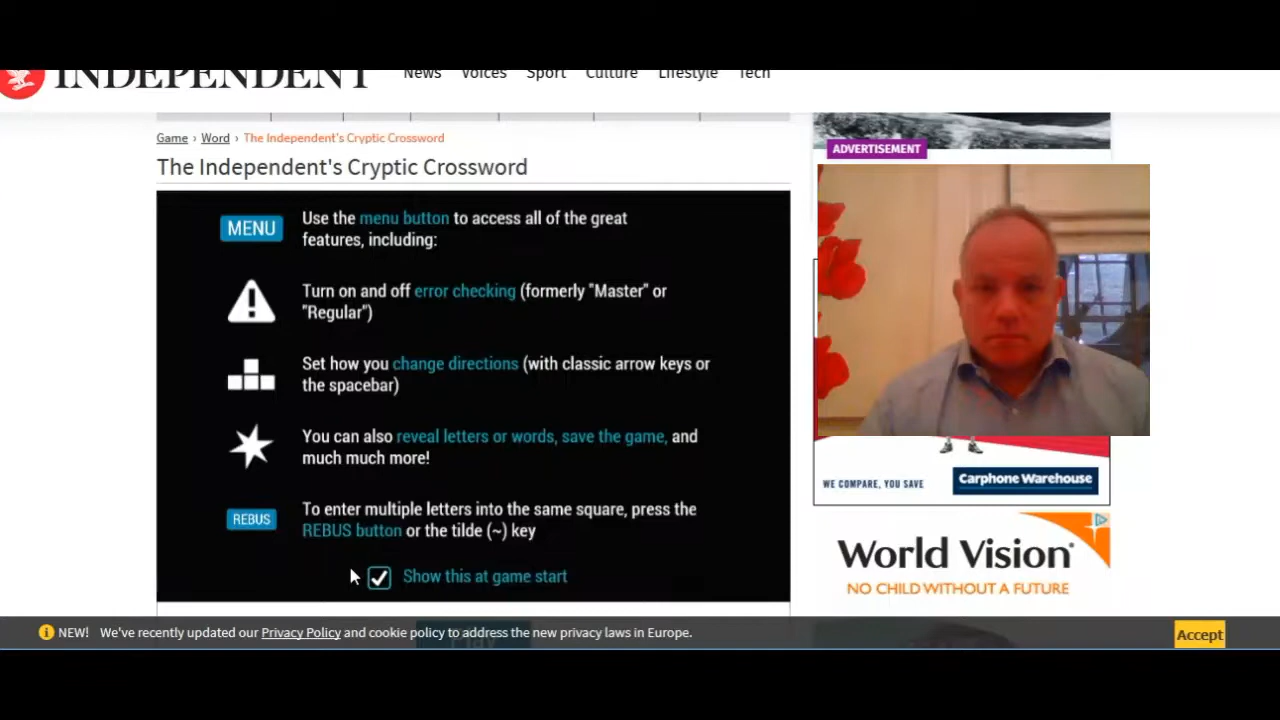 INDEPENDENT
News Voices Sport Culture Lifestyle Tech
Game › Word › The Independent's Cryptic Crossword
The Independent's Cryptic Crossword
ADVERTISEMENT
MENU
Use the menu button to access all of the great
features, including:
Turn on and off error checking (formerly "Master" or
"Regular")
Set how you change directions (with classic arrow keys or
the spacebar)
You can also reveal letters or words, save the game, and
much much more!
REBUS
To enter multiple letters into the same square, press the
REBUS button or the tilde (~) key
Show this at game start
WE COMPARE, YOU SAVE
Carphone Warehouse
World Vision
NO CHILD WITHOUT A FUTURE
Play
NEW! We've recently updated our Privacy Policy and cookie policy to address the new privacy laws in Europe.
Accept